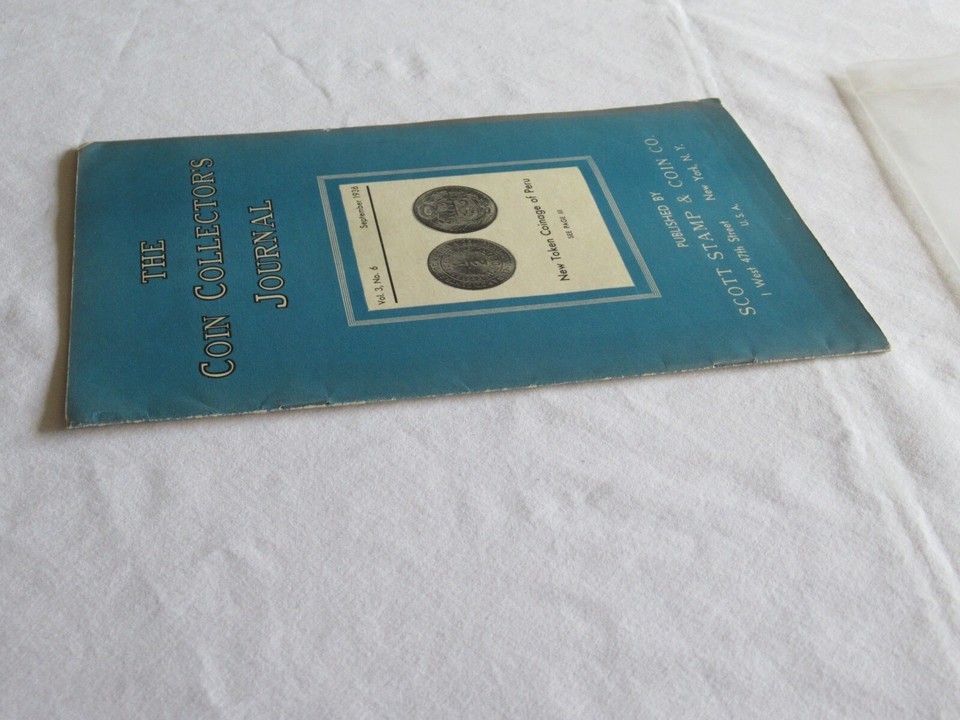 THE
COIN COLLECTOR'S
JOURNAL
Vol. 3, No. 6 September 1936
New Token Coinage of Peru
SEE PAGE 111
PUBLISHED BY
SCOTT STAMP & COIN CO.
1 West 47th Street New York, N. Y.
U. S. A.